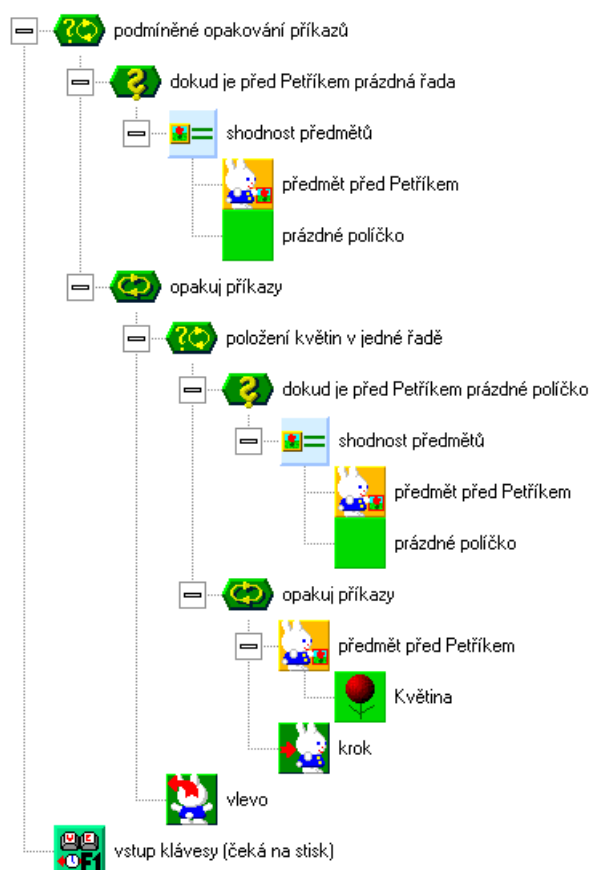 podmíněné opakování příkazů
dokud je před Petříkem prázdná řada
shodnost předmětů
předmět před Petříkem
prázdné políčko
opakuj příkazy
položení květin v jedné řadě
dokud je před Petříkem prázdné políčko
shodnost předmětů
předmět před Petříkem
prázdné políčko
opakuj příkazy
předmět před Petříkem
Květina
krok
vlevo
F1
vstup klávesy (čeká na stisk)